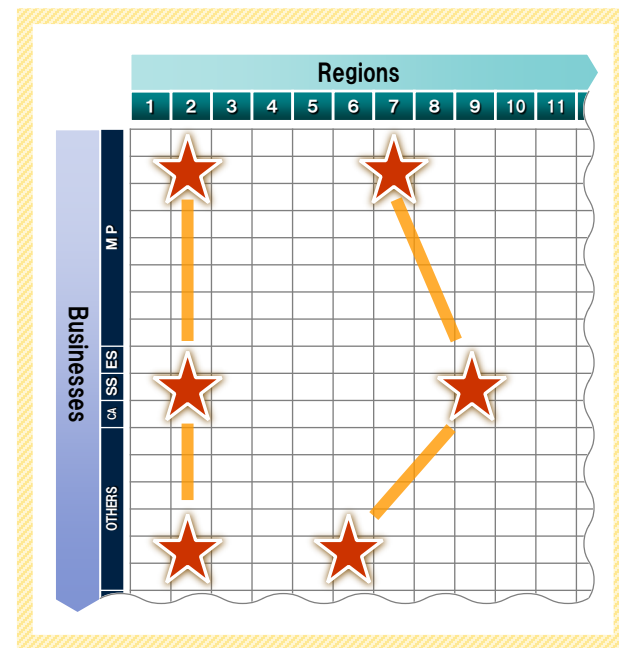 Regions
1 2 3 4 5 6 7 8 9 10 11
Businesses
MP
ES
SS
CA
OTHERS